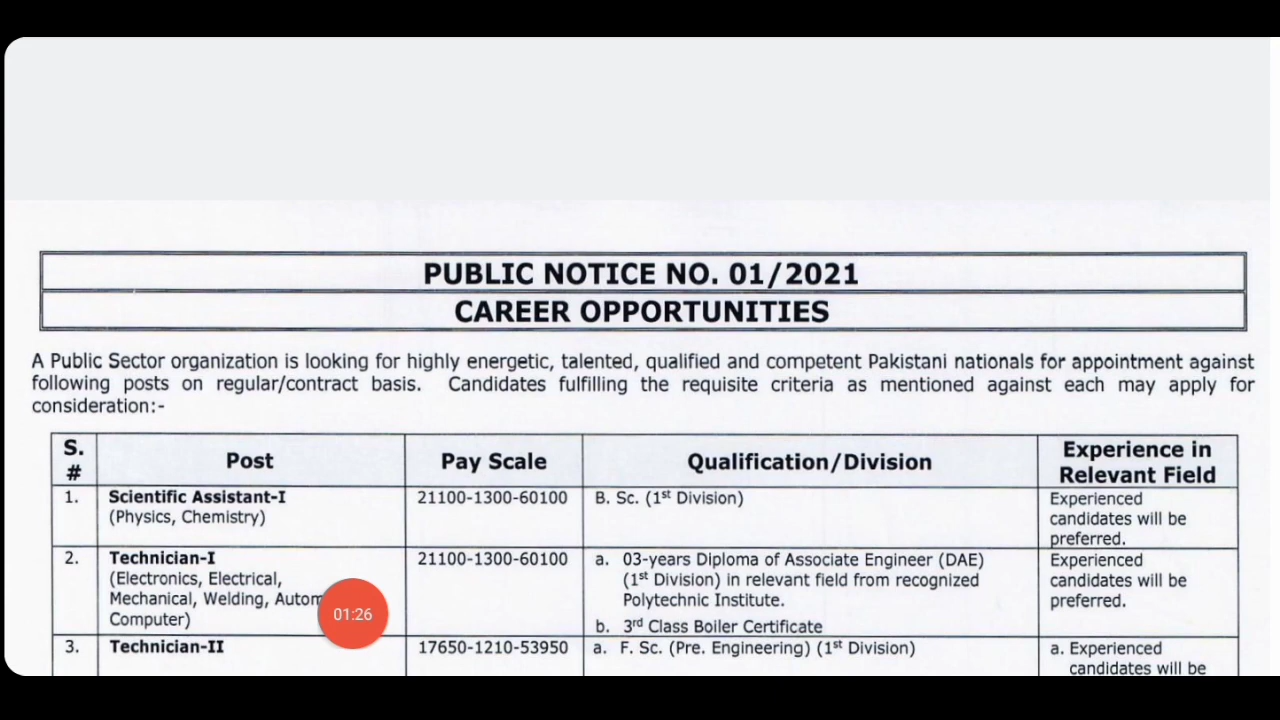 PUBLIC NOTICE NO. 01/2021
CAREER OPPORTUNITIES
A Public Sector organization is looking for highly energetic, talented, qualified and competent Pakistani nationals for appointment against
following posts on regular/contract basis. Candidates fulfilling the requisite criteria as mentioned against each may apply for
consideration:-
S. #
Post
Pay Scale
Qualification/Division
Experience in
Relevant Field
1.
Scientific Assistant-I
(Physics, Chemistry)
21100-1300-60100
B. Sc. (1st Division)
Experienced
candidates will be
preferred.
2.
Technician-I
(Electronics, Electrical,
Mechanical, Welding,
Computer)
21100-1300-60100
a. 03-years Diploma of Associate Engineer (DAE)
(1st Division) in relevant field from recognized
Polytechnic Institute.
b. 3rd Class Boiler Certificate
Experienced
candidates will be
preferred.
01:26
3.
Technician-II
17650-1210-53950
a. F. Sc. (Pre. Engineering) (1st Division)
a. Experienced
candidates will be